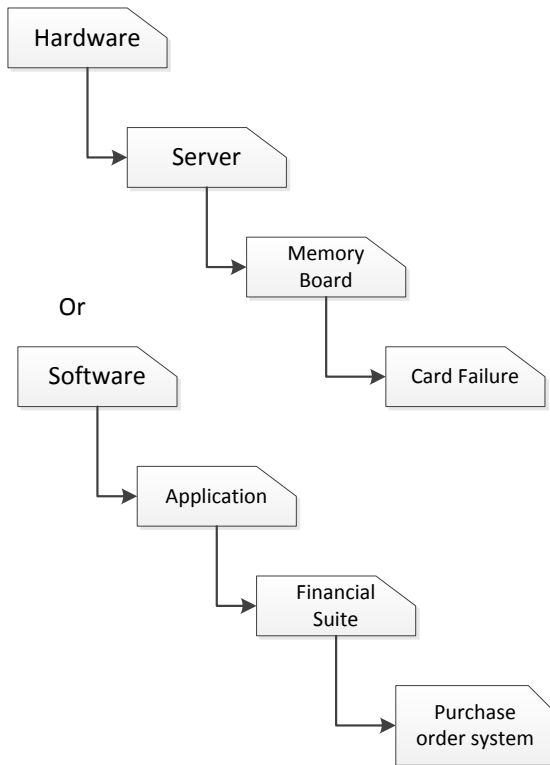 Hardware
Server
Memory
Board
Card Failure
Or
Software
Application
Financial
Suite
Purchase
order system